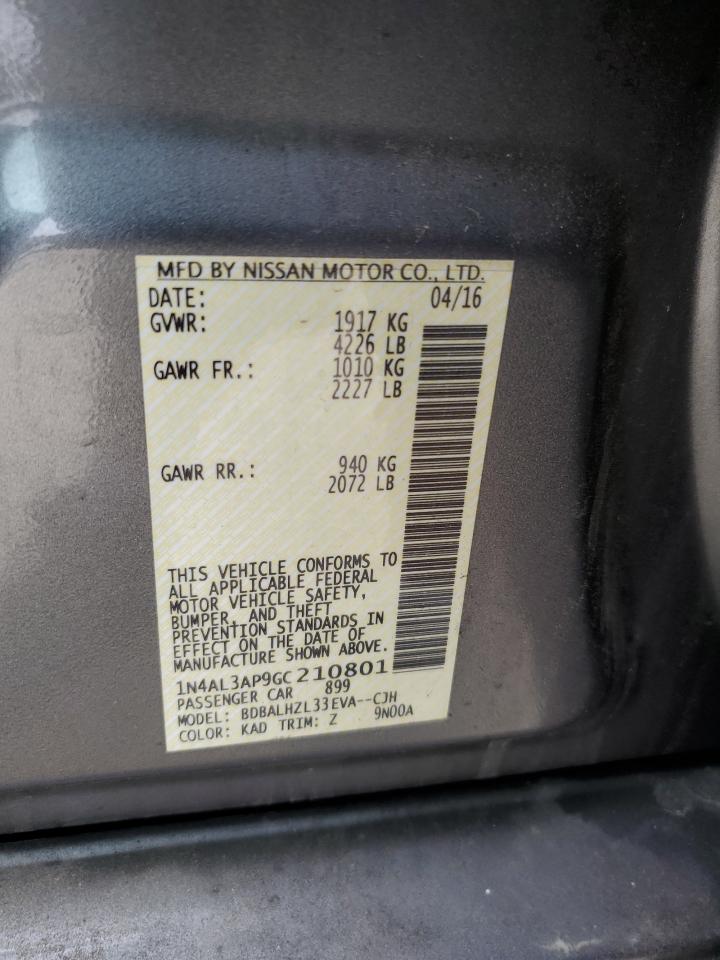 MFD BY NISSAN MOTOR CO., LTD.
DATE: 04/16
GVWR: 1917 KG
4226 LB
GAWR FR.: 1010 KG
2227 LB
GAWR RR.: 940 KG
2072 LB
THIS VEHICLE CONFORMS TO
ALL APPLICABLE FEDERAL
MOTOR VEHICLE SAFETY,
BUMPER, AND THEFT
PREVENTION STANDARDS IN
EFFECT ON THE DATE OF
MANUFACTURE SHOWN ABOVE.
1N4AL3AP9GC210801
PASSENGER CAR 899
MODEL: BDBALHZL33EVA--CJH
COLOR: KAD TRIM: Z 9N00A